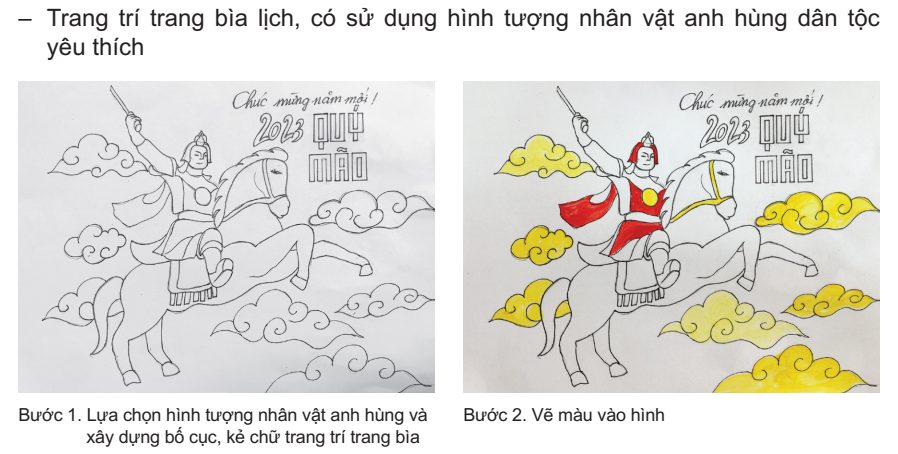 – Trang trí trang bìa lịch, có sử dụng hình tượng nhân vật anh hùng dân tộc
yêu thích
Chúc mừng năm mới!
2023 QUÝ
MÃO
Chúc mừng năm mới!
2023 QUÝ
MÃO
Bước 1. Lựa chọn hình tượng nhân vật anh hùng và
xây dựng bố cục, kẻ chữ trang trí trang bìa
Bước 2. Vẽ màu vào hình